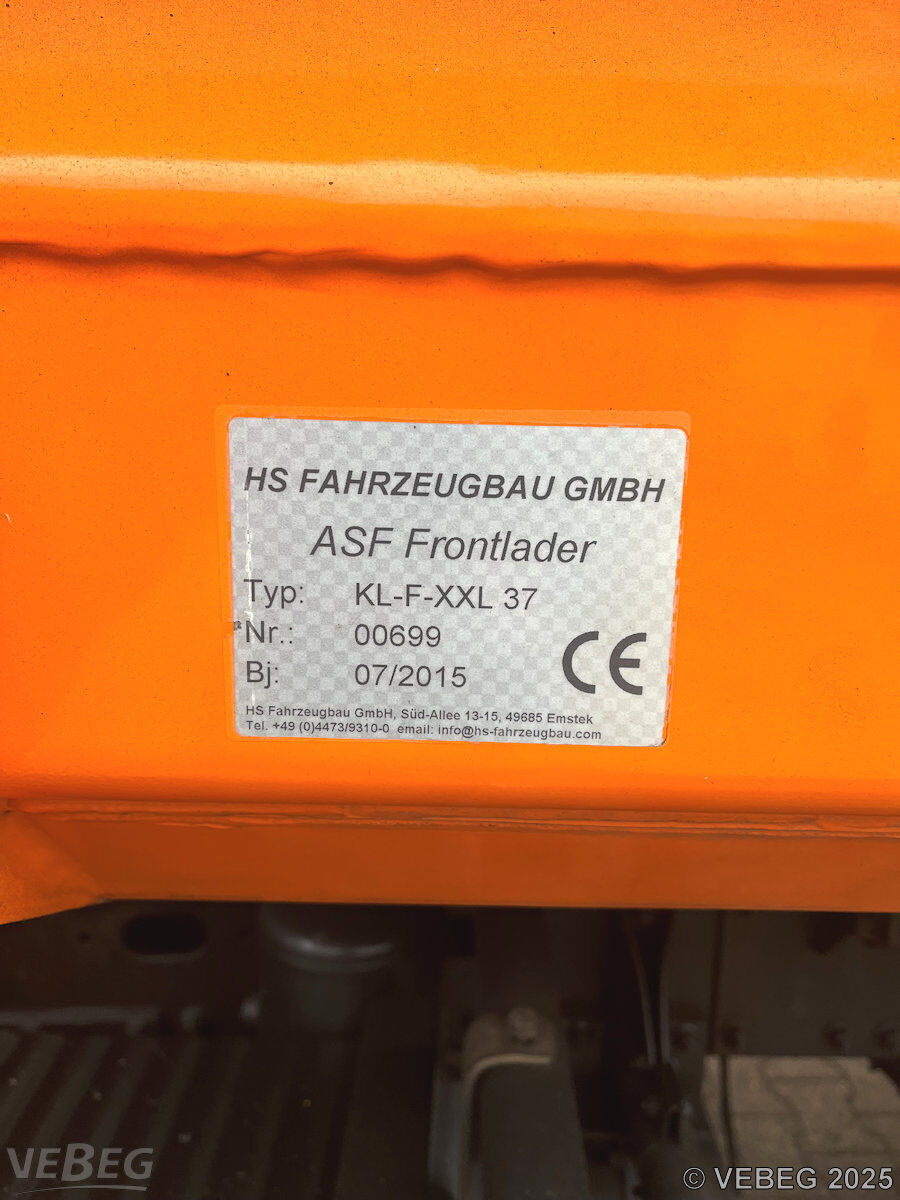 HS FAHRZEUGBAU GMBH
ASF Frontlader
Typ: KL-F-XXL 37
Nr.: 00699
Bj: 07/2015
CE
HS Fahrzeugbau GmbH, Süd-Allee 13-15, 49685 Emstek
Tel. +49 (0)4473/9310-0 email: info@hs-fahrzeugbau.com
VEBEG
© VEBEG 2025